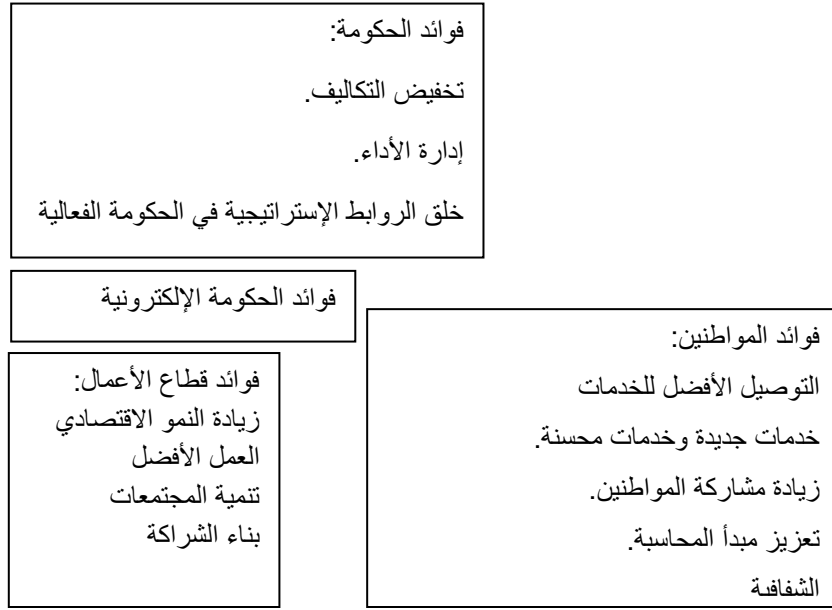 فوائد الحكومة:
تخفيض التكاليف.
إدارة الأداء.
خلق الروابط الإستراتيجية في الحكومة الفعالية
فوائد الحكومة الإلكترونية
فوائد المواطنين:
التوصيل الأفضل للخدمات
خدمات جديدة وخدمات محسنة.
زيادة مشاركة المواطنين.
تعزيز مبدأ المحاسبة.
الشفافية
فوائد قطاع الأعمال:
زيادة النمو الاقتصادي
العمل الأفضل
تنمية المجتمعات
بناء الشراكة